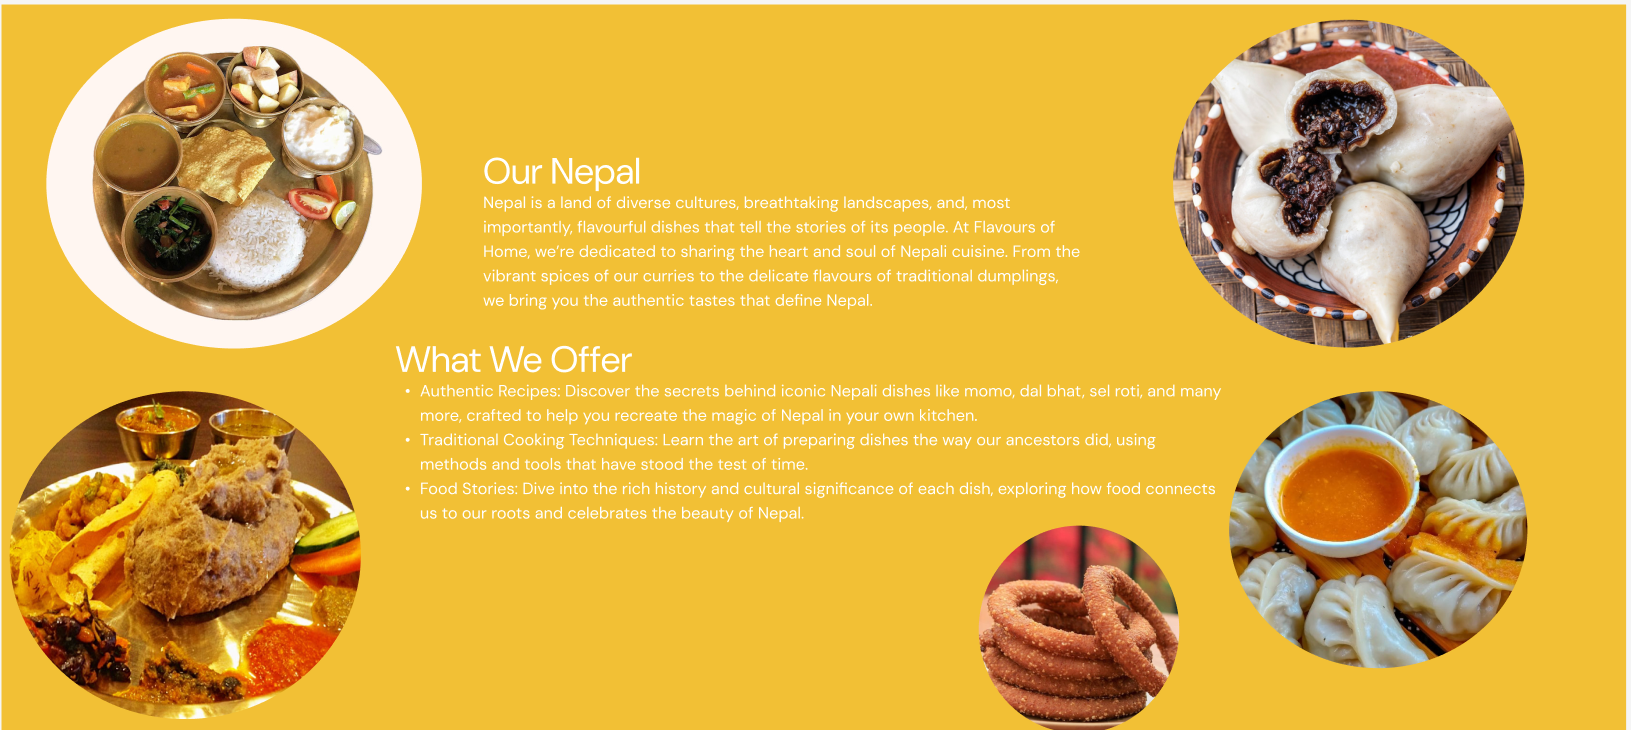 Our Nepal
Nepal is a land of diverse cultures, breathtaking landscapes, and, most
importantly, flavourful dishes that tell the stories of its people. At Flavours of
Home, we're dedicated to sharing the heart and soul of Nepali cuisine. From the
vibrant spices of our curries to the delicate flavours of traditional dumplings,
we bring you the authentic tastes that define Nepal.
What We Offer
• Authentic Recipes: Discover the secrets behind iconic Nepali dishes like momo, dal bhat, sel roti, and many
more, crafted to help you recreate the magic of Nepal in your own kitchen.
• Traditional Cooking Techniques: Learn the art of preparing dishes the way our ancestors did, using
methods and tools that have stood the test of time.
• Food Stories: Dive into the rich history and cultural significance of each dish, exploring how food connects
us to our roots and celebrates the beauty of Nepal.